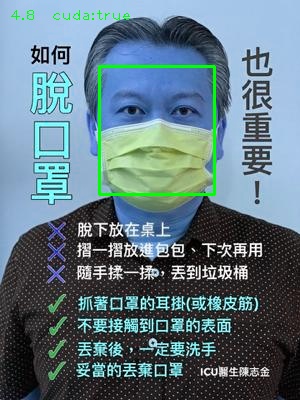 4.8 cuda:true
如何
脫口罩
也很重要！
脫下放在桌上
摺一摺放進包包、下次再用
隨手揉一揉，丟到垃圾桶
抓著口罩的耳掛(或橡皮筋)
不要接觸到口罩的表面
丟棄後，一定要洗手
妥當的丟棄口罩
ICU醫生陳志金